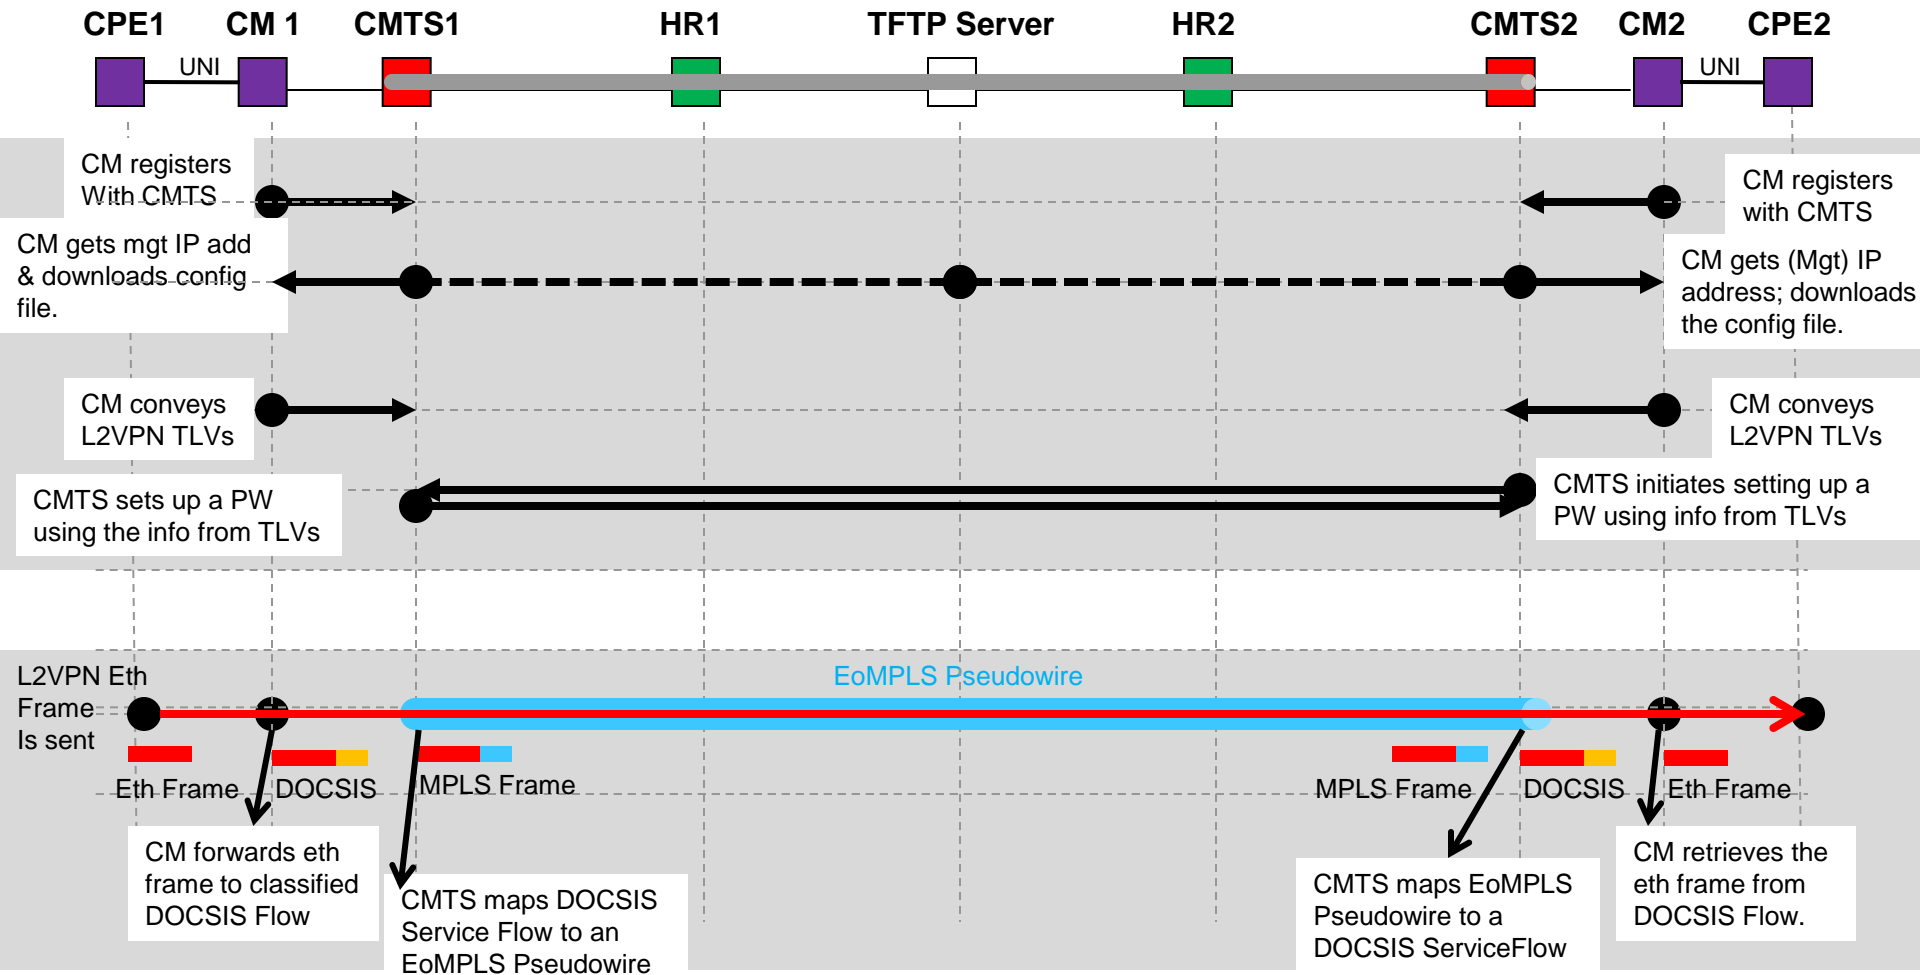 CPE1 CM 1 CMTS1 HR1 TFTP Server HR2 CMTS2 CM2 CPE2
UNI UNI
CM registers
With CMTS
CM registers
with CMTS
CM gets mgt IP add
& downloads config
file.
CM gets (Mgt) IP
address; downloads
the config file.
CM conveys
L2VPN TLVs
CM conveys
L2VPN TLVs
CMTS sets up a PW
using the info from TLVs
CMTS initiates setting up a
PW using info from TLVs
L2VPN Eth
Frame
Is sent
EoMPLS Pseudowire
Eth Frame DOCSIS MPLS Frame MPLS Frame DOCSIS Eth Frame
CM forwards eth
frame to classified
DOCSIS Flow
CMTS maps DOCSIS
Service Flow to an
EoMPLS Pseudowire
CMTS maps EoMPLS
Pseudowire to a
DOCSIS ServiceFlow
CM retrieves the
eth frame from
DOCSIS Flow.